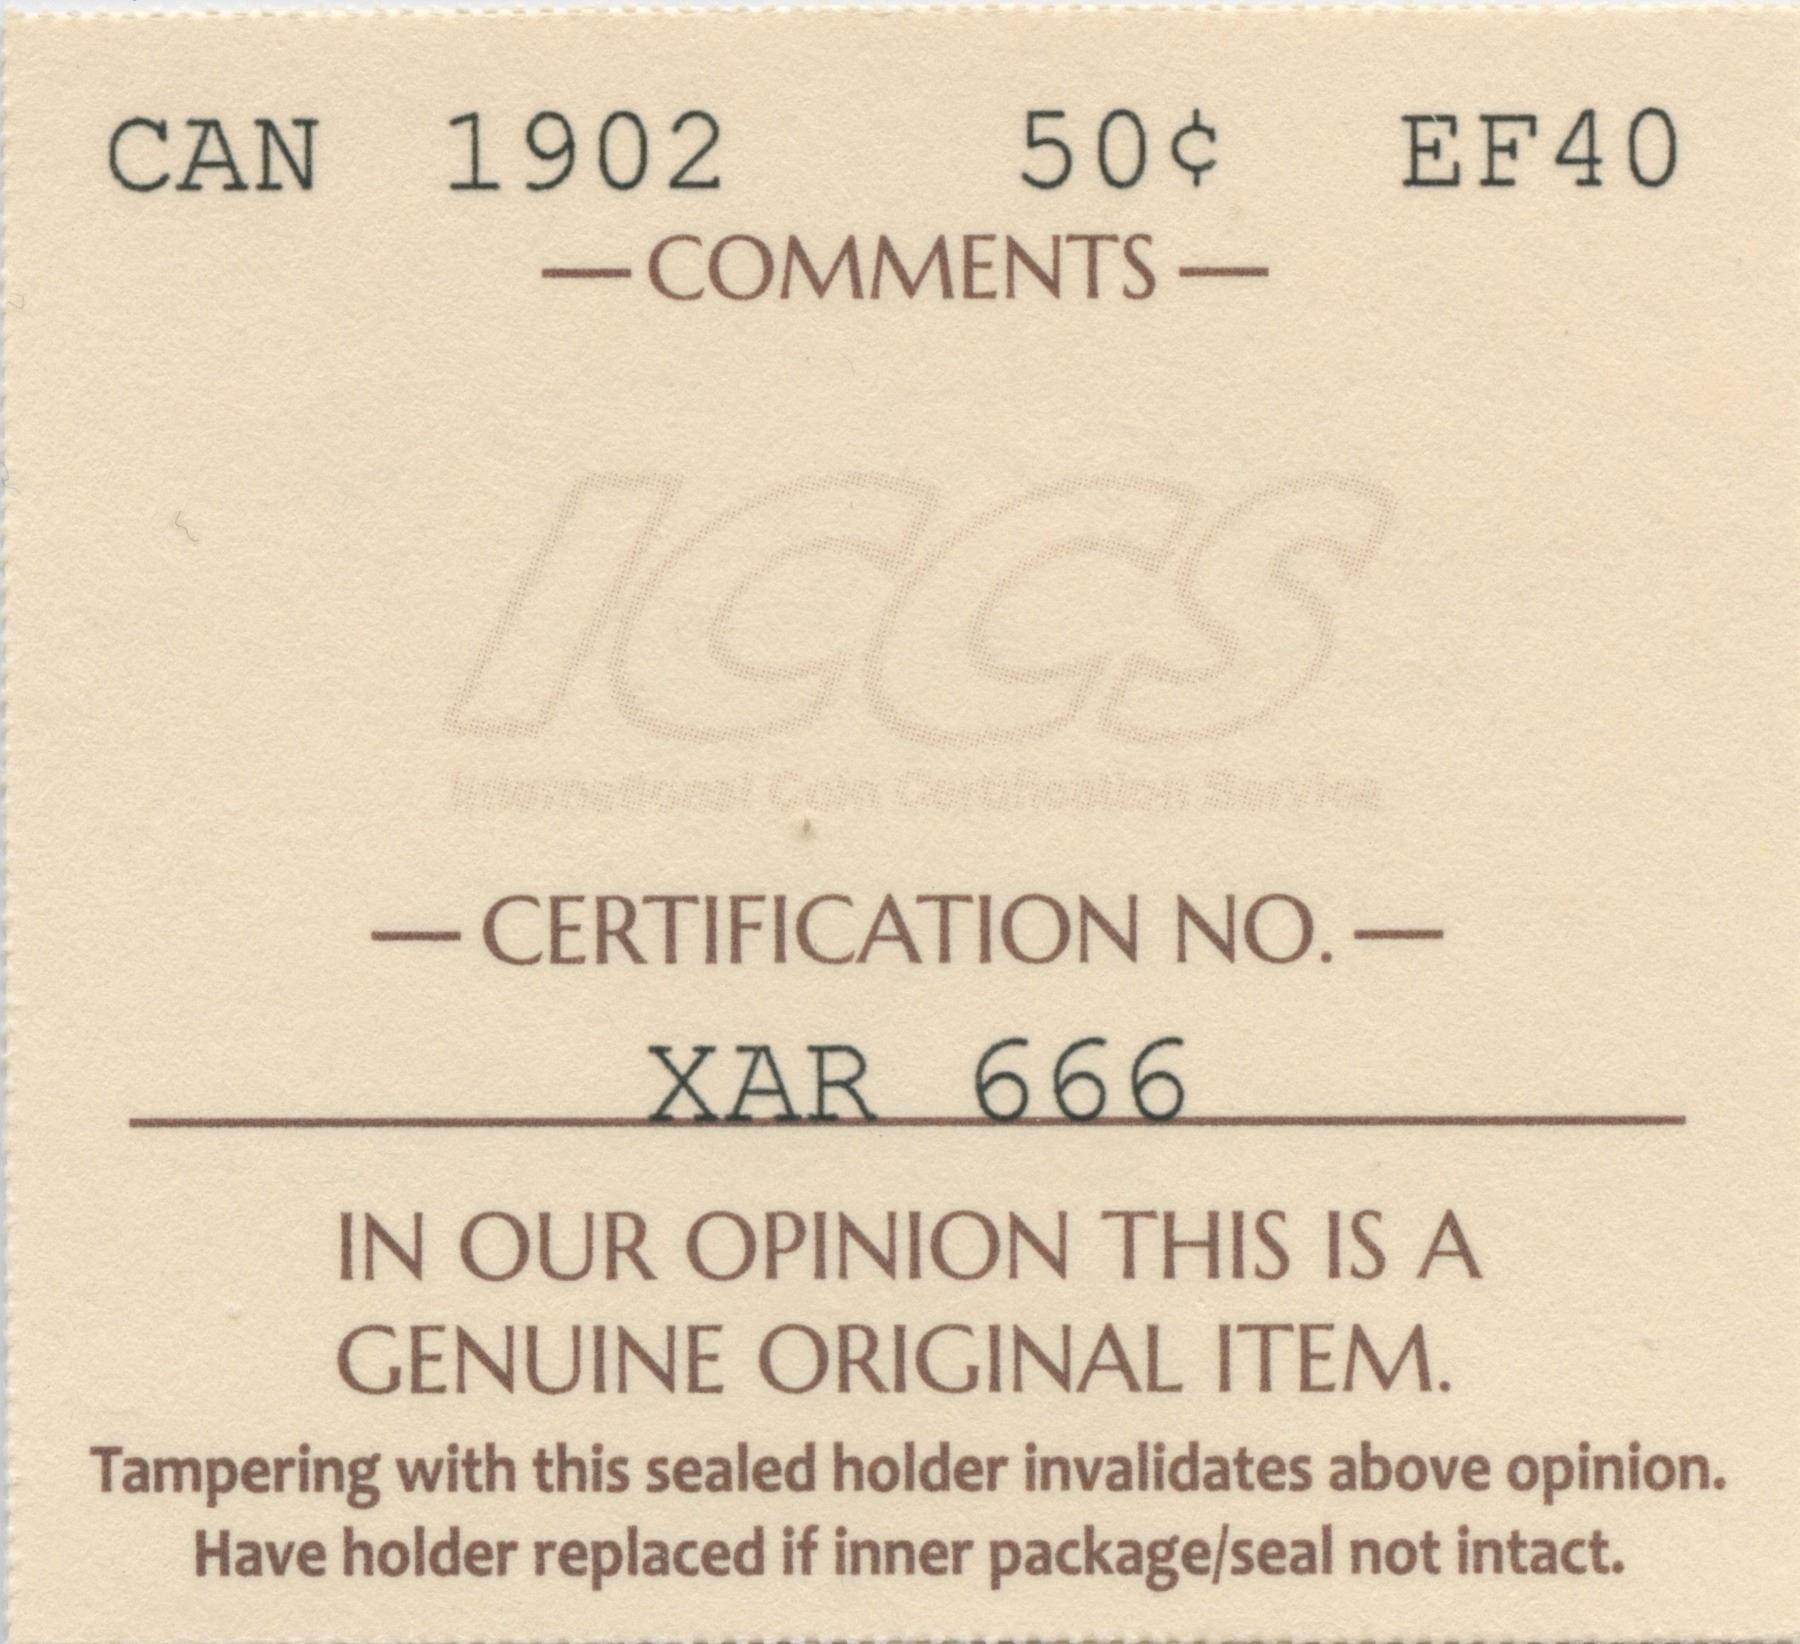 CAN 1902 50¢ EF40
—COMMENTS—
ICCS
International Coin Certification Service
—CERTIFICATION NO.—
XAR 666
IN OUR OPINION THIS IS A
GENUINE ORIGINAL ITEM.
Tampering with this sealed holder invalidates above opinion.
Have holder replaced if inner package/seal not intact.